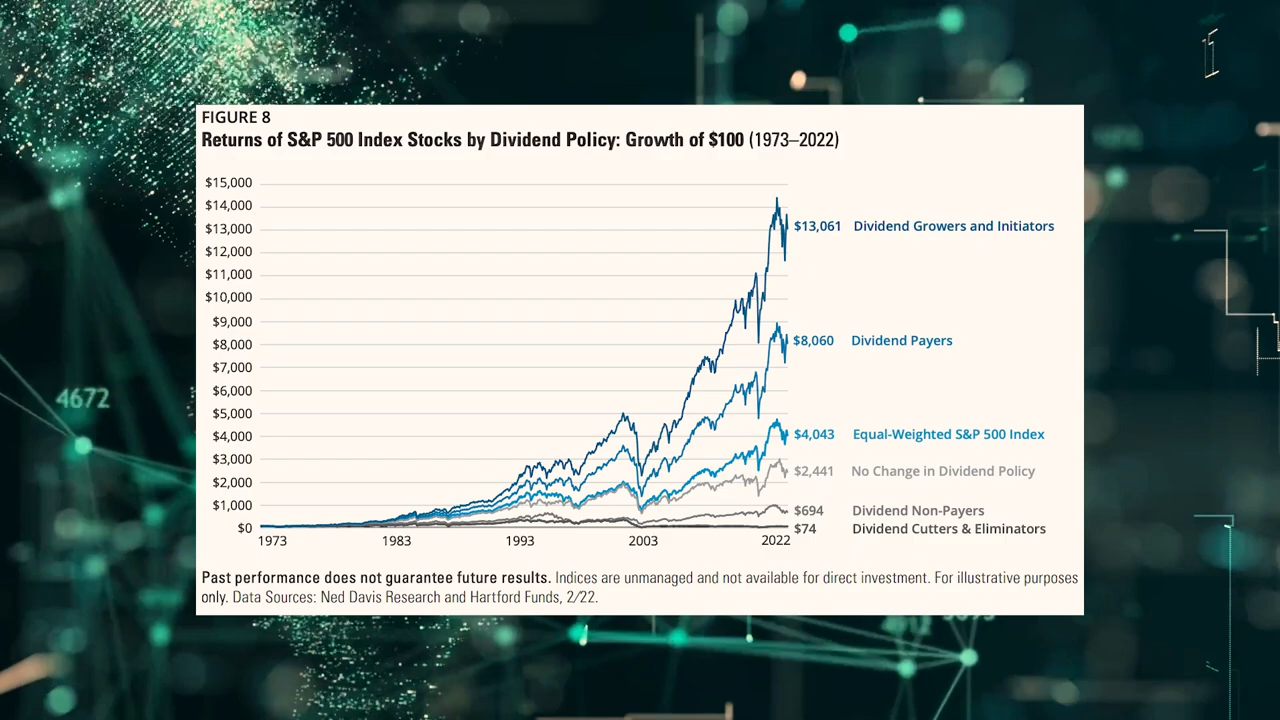 FIGURE 8
Returns of S&P 500 Index Stocks by Dividend Policy: Growth of $100 (1973–2022)
$15,000
$14,000
$13,000
$12,000
$11,000
$10,000
$9,000
$8,000
$7,000
$6,000
$5,000
$4,000
$3,000
$2,000
$1,000
$0
$13,061 Dividend Growers and Initiators
$8,060 Dividend Payers
$4,043 Equal-Weighted S&P 500 Index
$2,441 No Change in Dividend Policy
$694 Dividend Non-Payers
$74 Dividend Cutters & Eliminators
1973 1983 1993 2003 2022
Past performance does not guarantee future results. Indices are unmanaged and not available for direct investment. For illustrative purposes
only. Data Sources: Ned Davis Research and Hartford Funds, 2/22.
4672